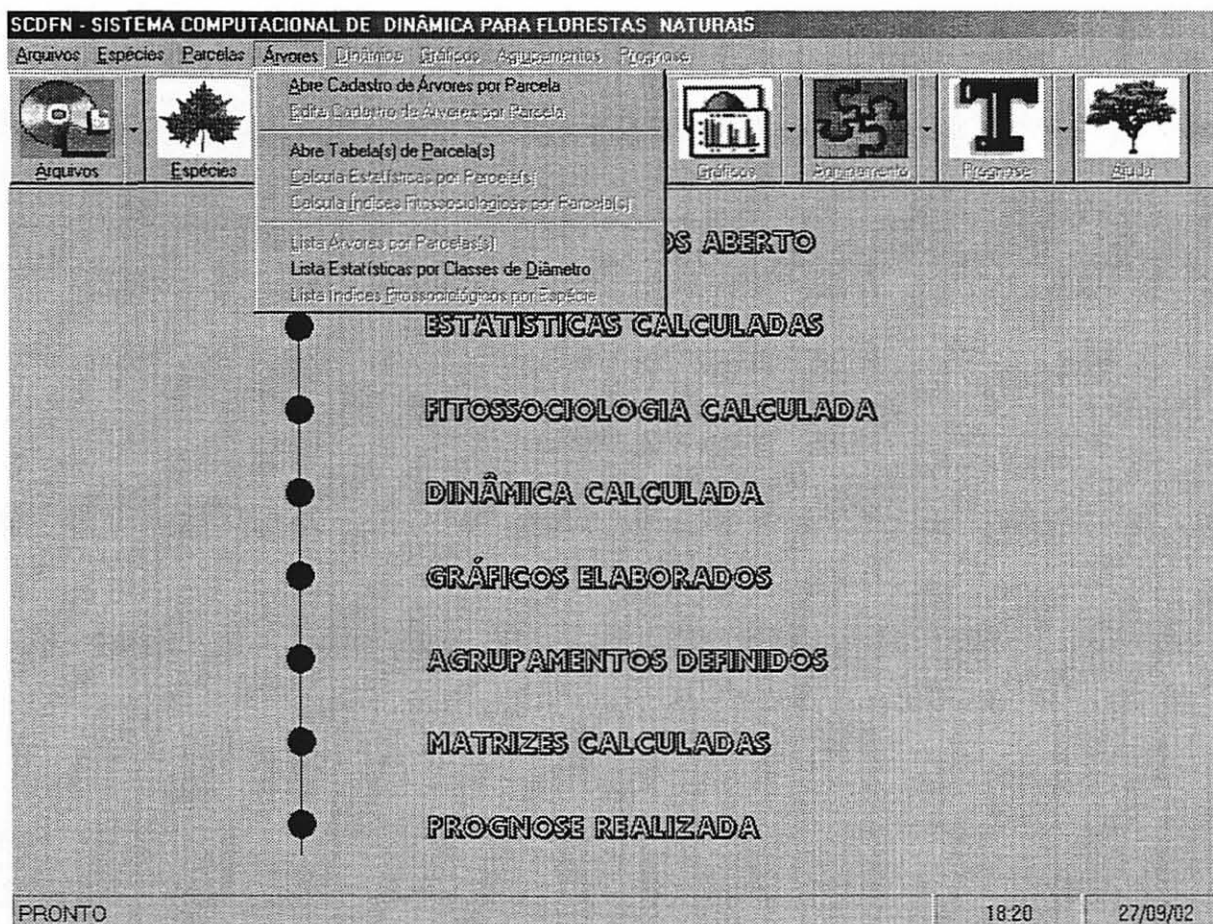 SCDFN - SISTEMA COMPUTACIONAL DE DINÂMICA PARA FLORESTAS NATURAIS
Arquivos Espécies Parcelas Árvores Dinâmica Gráficos Agrupamentos Prognose
Abre Cadastro de Árvores por Parcela
Edita Cadastro de Árvores por Parcela
Abre Tabela(s) de Parcela(s)
Calcula Estatísticas por Parcela(s)
Calcula Índices Fitossociológicos por Parcela(s)
Lista Árvores por Parcelas(s)
Lista Estatísticas por Classes de Diâmetro
Lista Índices Fitossociológicos por Espécie
Arquivos Espécies Gráficos Agrupamento Prognose Ajuda
OS ABERTO
ESTATÍSTICAS CALCULADAS
FITOSSOCIOLOGIA CALCULADA
DINÂMICA CALCULADA
GRÁFICOS ELABORADOS
AGRUPAMENTOS DEFINIDOS
MATRIZES CALCULADAS
PROGNOSE REALIZADA
PRONTO 18:20 27/09/02